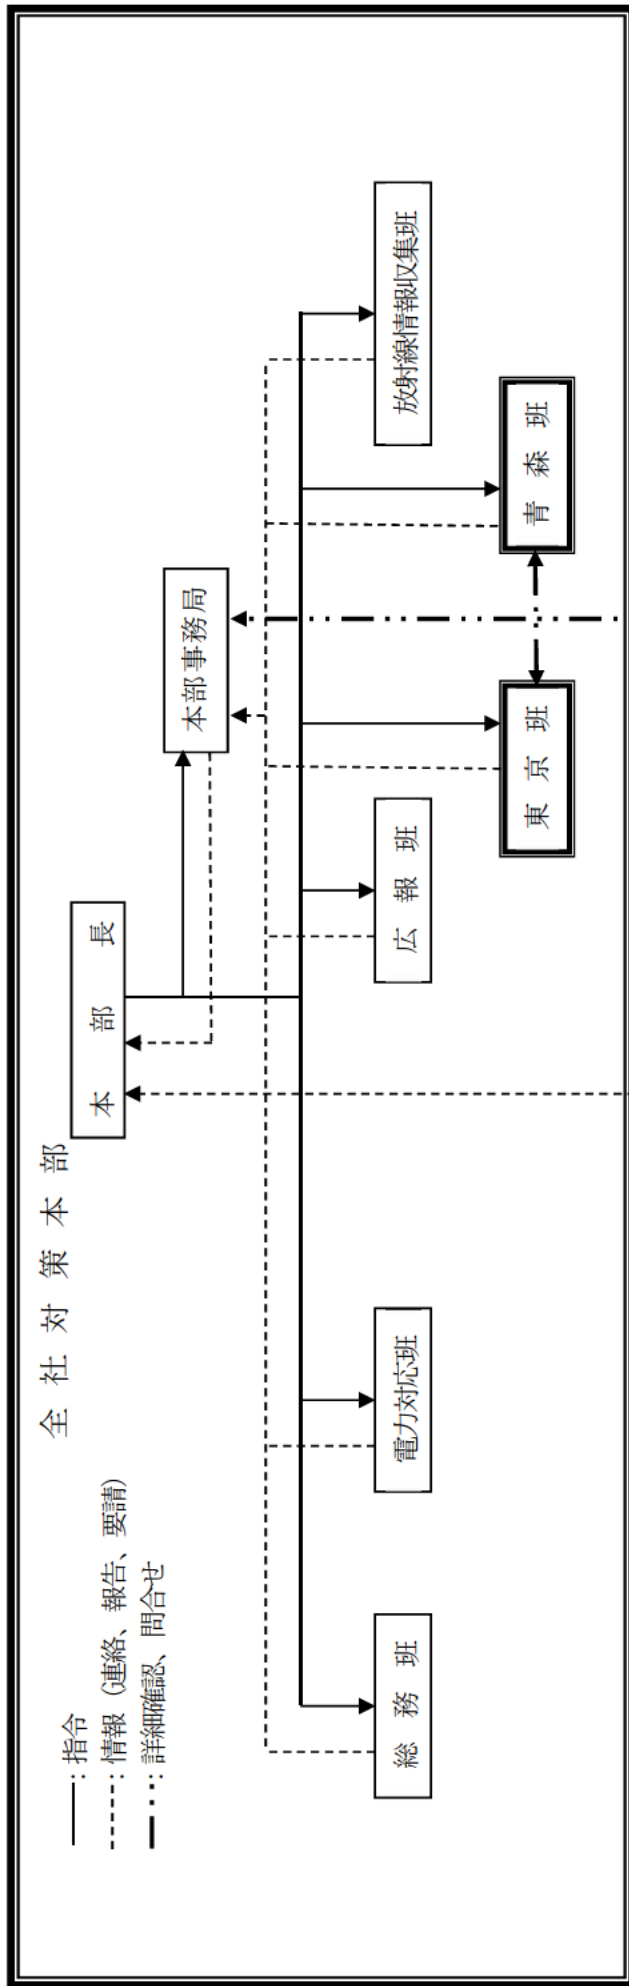 全社対策本部
───：指令
-----：情報（連絡、報告、要請）
━ ‥ ：詳細確認、問合せ
本部長
本部事務局
総務班
電力対応班
広報班
東京班
青森班
放射線情報収集班